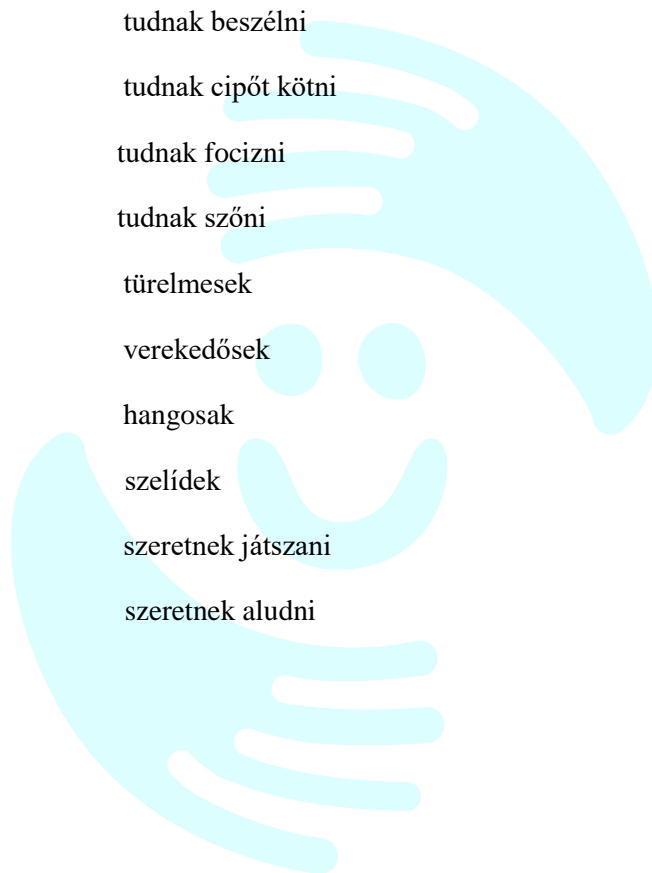 tudnak beszélni
tudnak cipőt kötni
tudnak focizni
tudnak szőni
türelmesek
verekedősek
hangosak
szelídek
szeretnek játszani
szeretnek aludni